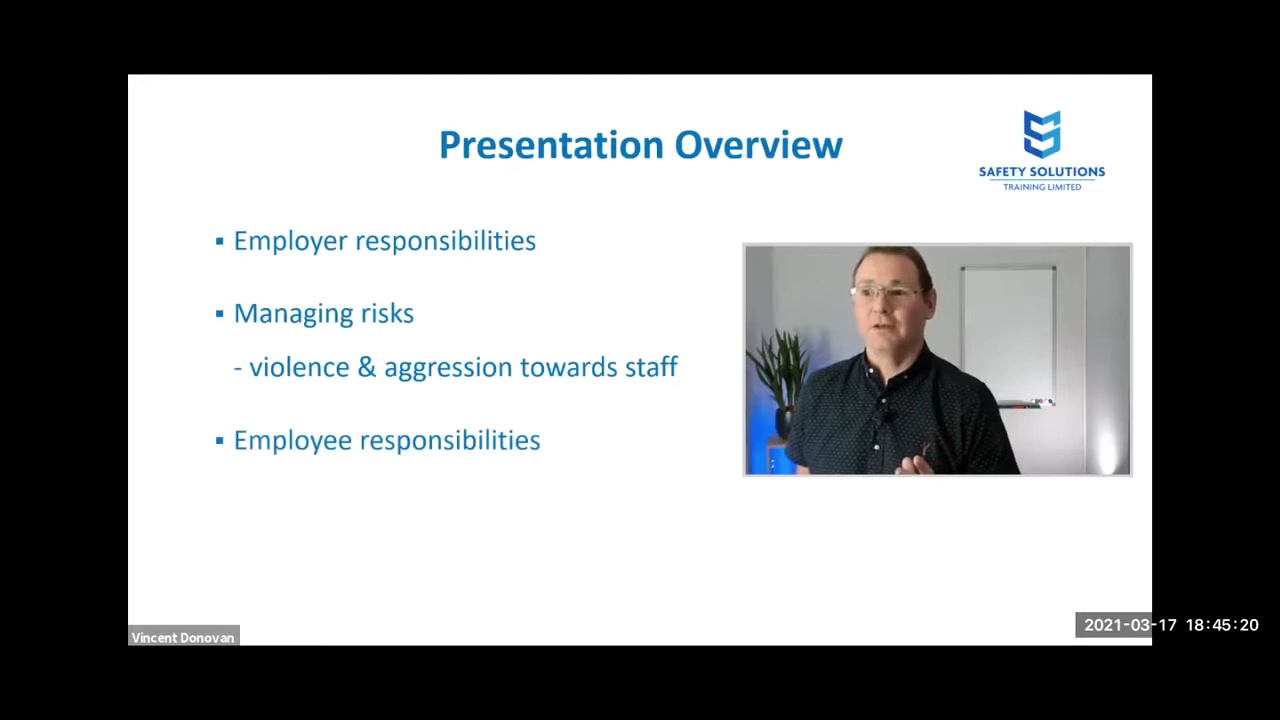 Presentation Overview
SAFETY SOLUTIONS
TRAINING LIMITED
▪ Employer responsibilities
▪ Managing risks
- violence & aggression towards staff
▪ Employee responsibilities
Vincent Donovan
2021-03-17 18:45:20